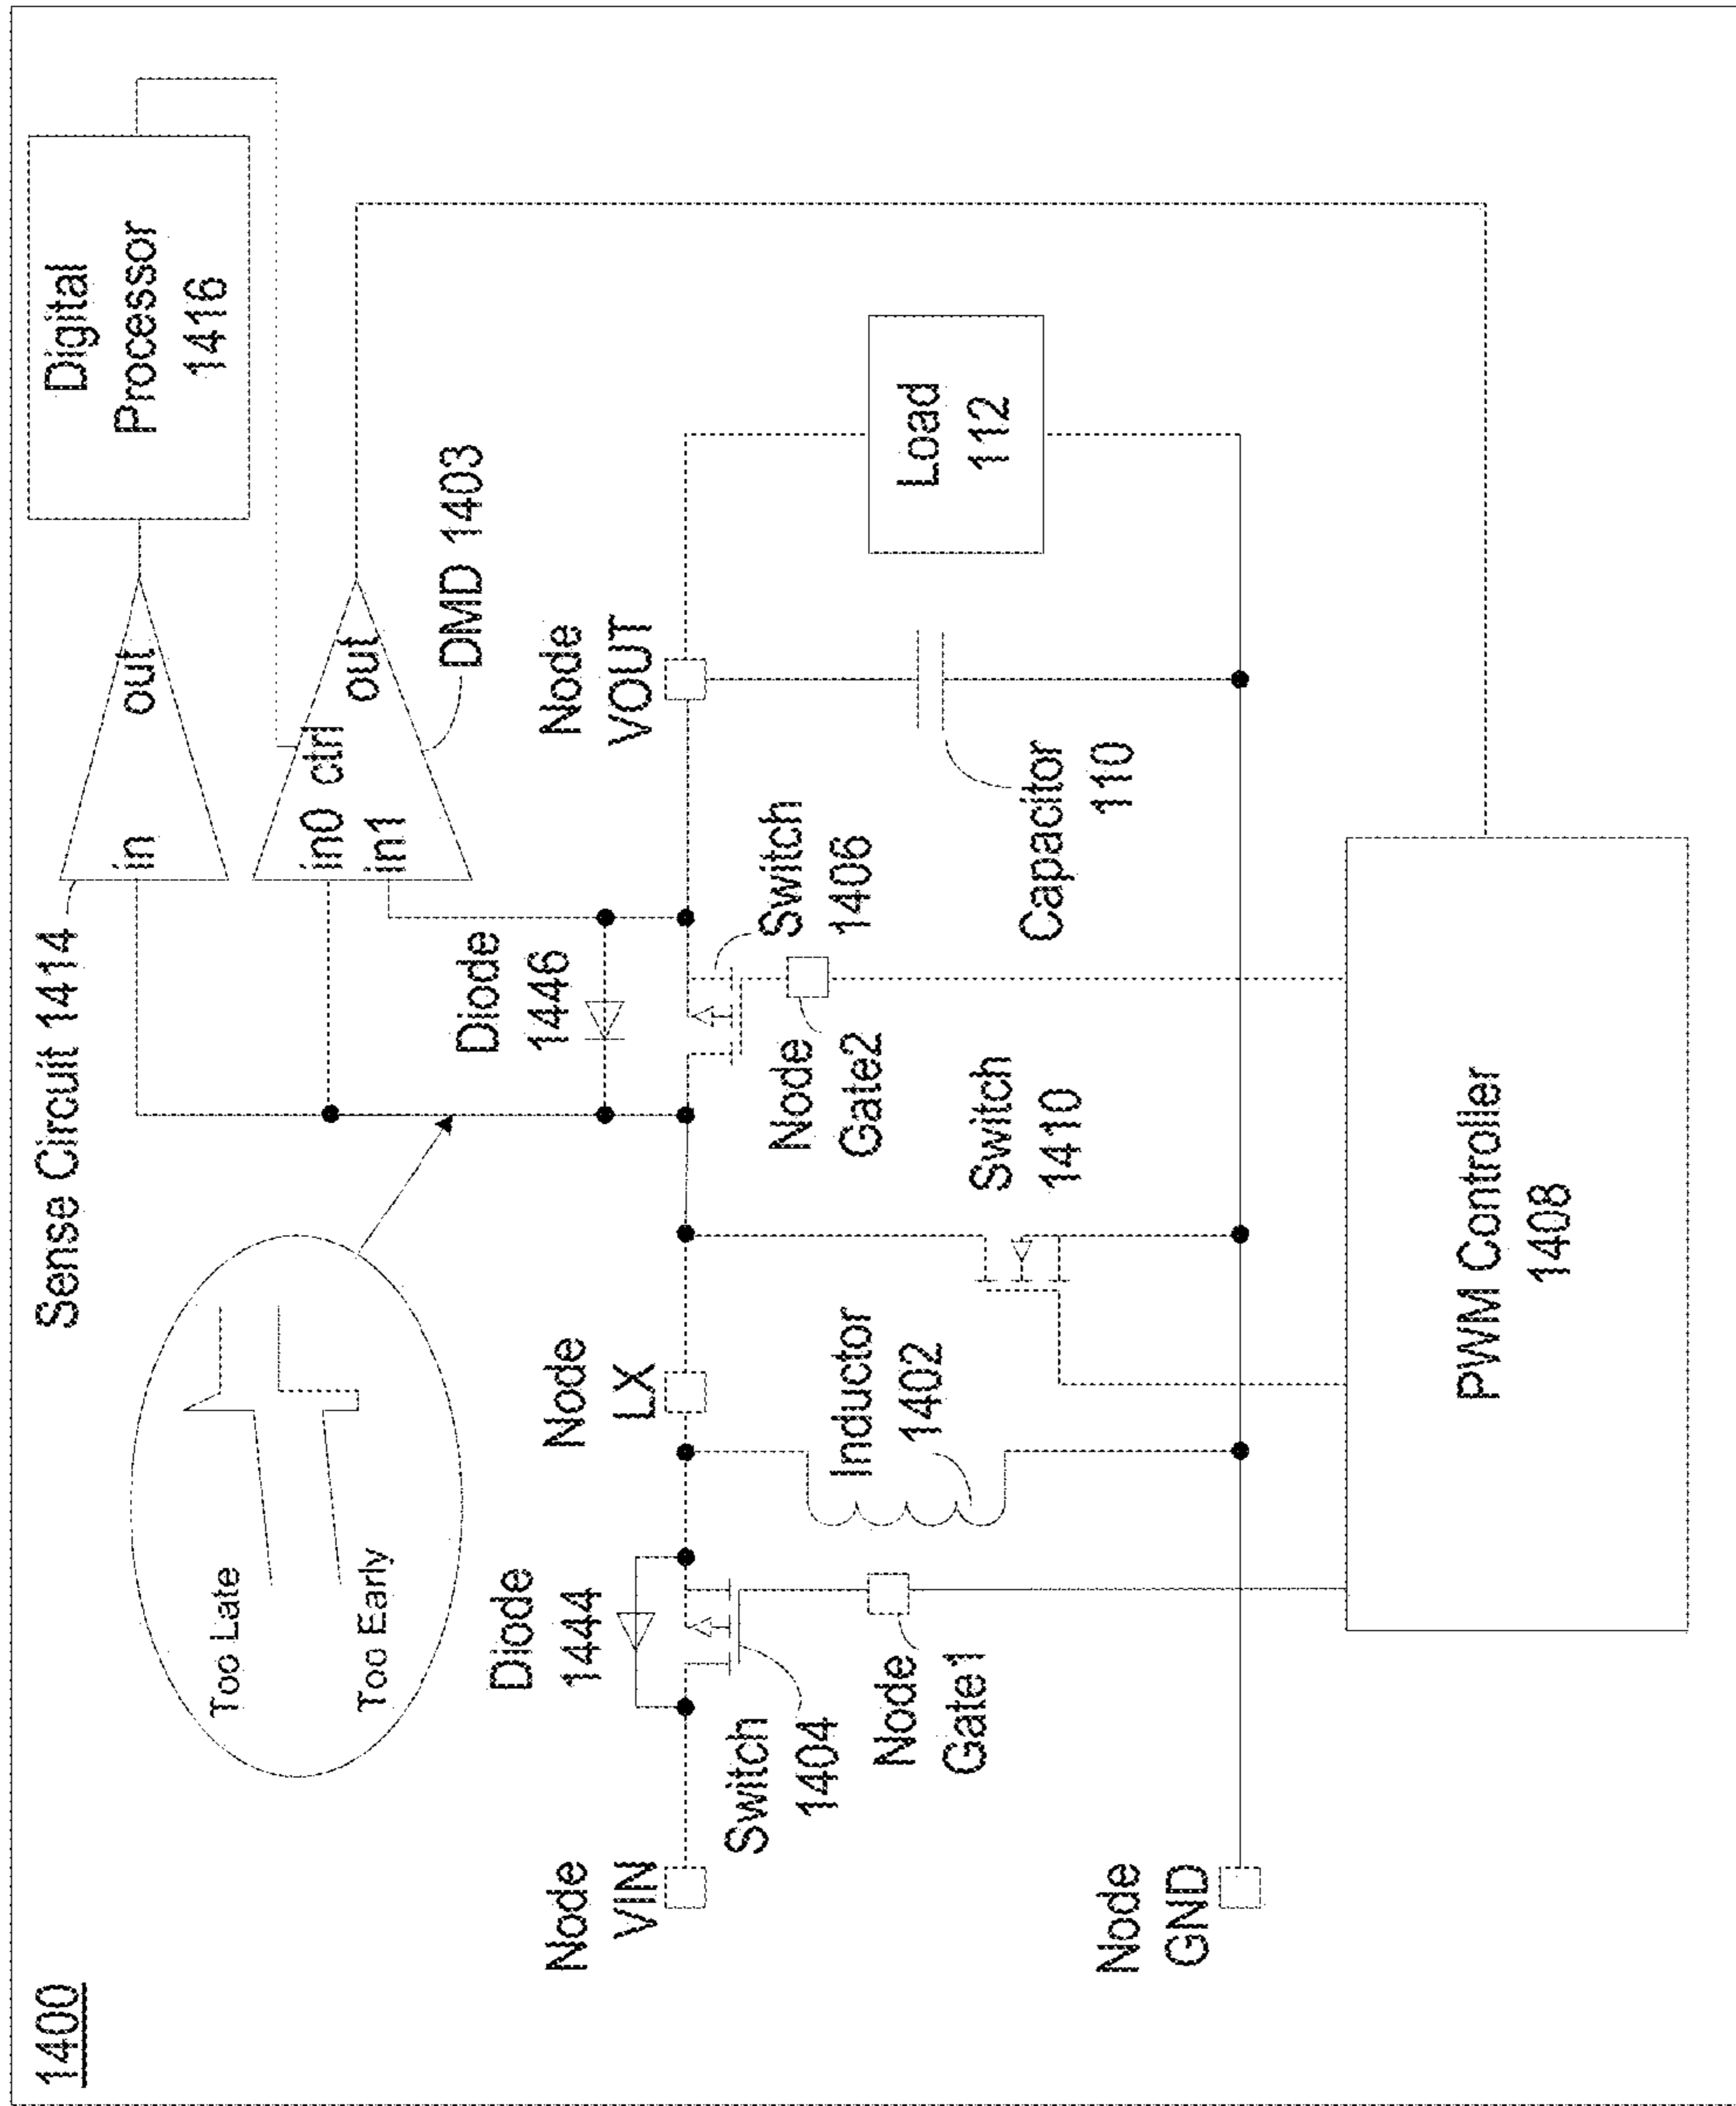 1400
Sense Circuit 1414
in
out
Digital
Processor
1416
Too Late
Too Early
in0 ctrl
in1
out
DMD 1403
Diode
1444
Diode
1446
Node
VIN
Node
LX
Node
VOUT
Switch
1404
Switch
1406
Inductor
1402
Node
Gate1
Node
Gate2
Load
112
Switch
1410
Capacitor
110
Node
GND
PWM Controller
1408